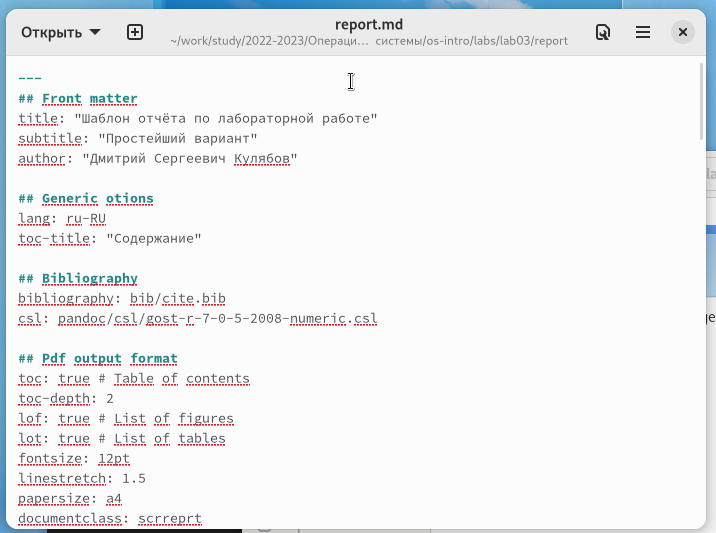 Открыть
report.md
~/work/study/2022-2023/Операци... системы/os-intro/labs/lab03/report
---
## Front matter
title: "Шаблон отчёта по лабораторной работе"
subtitle: "Простейший вариант"
author: "Дмитрий Сергеевич Кулябов"
## Generic otions
lang: ru-RU
toc-title: "Содержание"
## Bibliography
bibliography: bib/cite.bib
csl: pandoc/csl/gost-r-7-0-5-2008-numeric.csl
## Pdf output format
toc: true # Table of contents
toc-depth: 2
lof: true # List of figures
lot: true # List of tables
fontsize: 12pt
linestretch: 1.5
papersize: a4
documentclass: scrreprt